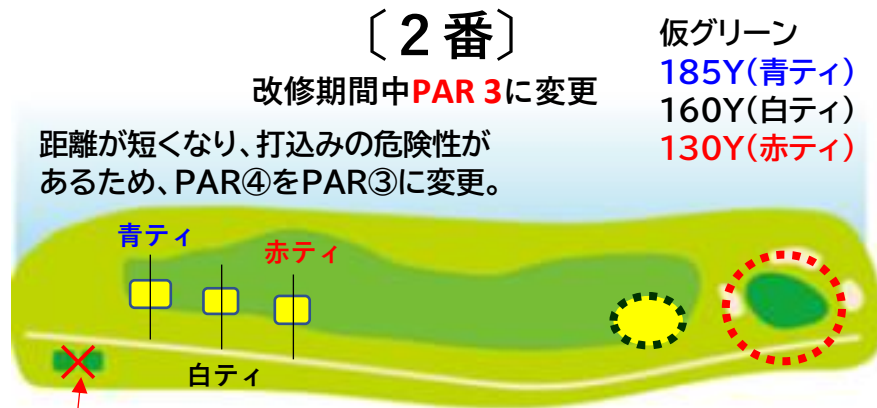 〔２番〕
改修期間中PAR 3に変更
距離が短くなり、打込みの危険性が
あるため、PAR④をPAR③に変更。
仮グリーン
185Y(青ティ)
160Y(白ティ)
130Y(赤ティ)
青ティ
赤ティ
白ティ